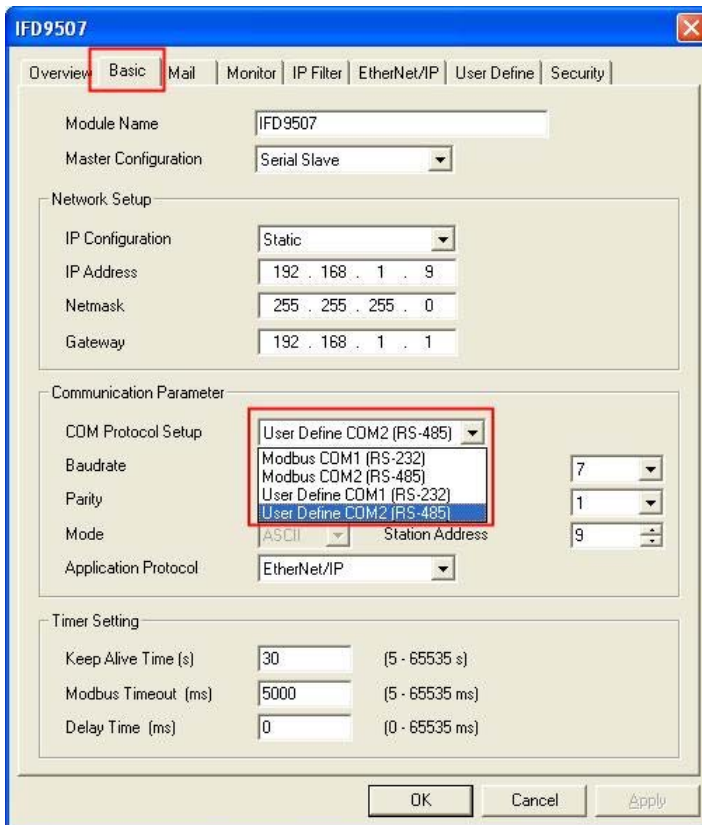 IFD9507
Overview Basic Mail Monitor IP Filter EtherNet/IP User Define Security
Module Name IFD9507
Master Configuration Serial Slave
Network Setup
IP Configuration Static
IP Address 192 . 168 . 1 . 9
Netmask 255 . 255 . 255 . 0
Gateway 192 . 168 . 1 . 1
Communication Parameter
COM Protocol Setup User Define COM2 (RS-485)
Modbus COM1 (RS-232)
Baudrate Modbus COM2 (RS-485) 7
User Define COM1 (RS-232)
Parity User Define COM2 (RS-485) 1
Mode ASCII Station Address 9
Application Protocol EtherNet/IP
Timer Setting
Keep Alive Time (s) 30 (5 - 65535 s)
Modbus Timeout (ms) 5000 (5 - 65535 ms)
Delay Time (ms) 0 (0 - 65535 ms)
OK Cancel Apply